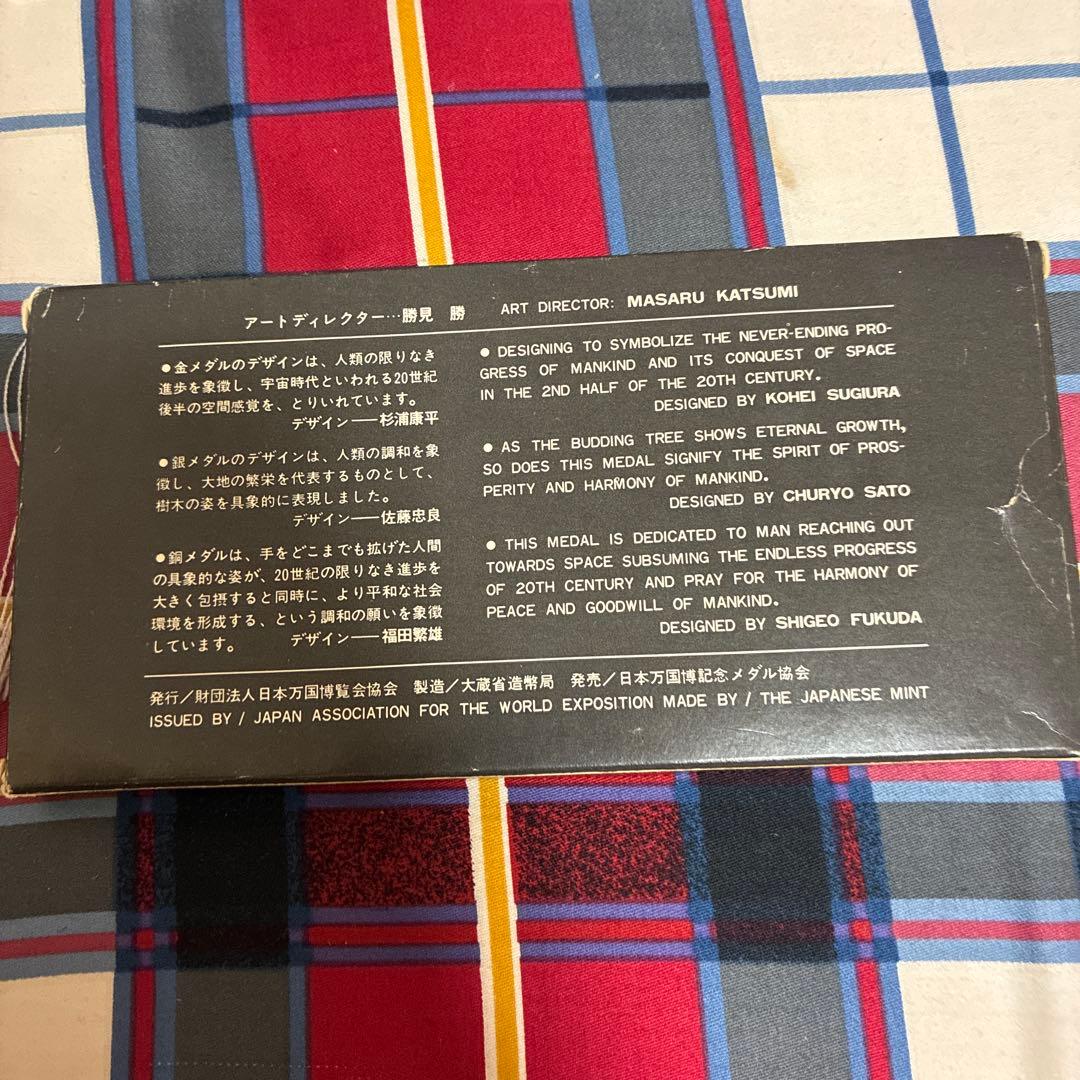 アートディレクター…勝見 勝 ART DIRECTOR: MASARU KATSUMI
●金メダルのデザインは、人類の限りなき
進歩を象徴し、宇宙時代といわれる20世紀
後半の空間感覚を、とりいれています。
デザイン──杉浦康平
●銀メダルのデザインは、人類の調和を象
徴し、大地の繁栄を代表するものとして、
樹木の姿を具象的に表現しました。
デザイン──佐藤忠良
●銅メダルは、手をどこまでも拡げた人間
の具象的な姿が、20世紀の限りなき進歩を
大きく包摂すると同時に、より平和な社会
環境を形成する、という調和の願いを象徴
しています。 デザイン──福田繁雄
● DESIGNING TO SYMBOLIZE THE NEVER-ENDING PRO-
GRESS OF MANKIND AND ITS CONQUEST OF SPACE
IN THE 2ND HALF OF THE 20TH CENTURY.
DESIGNED BY KOHEI SUGIURA
● AS THE BUDDING TREE SHOWS ETERNAL GROWTH,
SO DOES THIS MEDAL SIGNIFY THE SPIRIT OF PROS-
PERITY AND HARMONY OF MANKIND.
DESIGNED BY CHURYO SATO
● THIS MEDAL IS DEDICATED TO MAN REACHING OUT
TOWARDS SPACE SUBSUMING THE ENDLESS PROGRESS
OF 20TH CENTURY AND PRAY FOR THE HARMONY OF
PEACE AND GOODWILL OF MANKIND.
DESIGNED BY SHIGEO FUKUDA
発行／財団法人日本万国博覧会協会 製造／大蔵省造幣局 発売／日本万国博記念メダル協会
ISSUED BY / JAPAN ASSOCIATION FOR THE WORLD EXPOSITION MADE BY / THE JAPANESE MINT